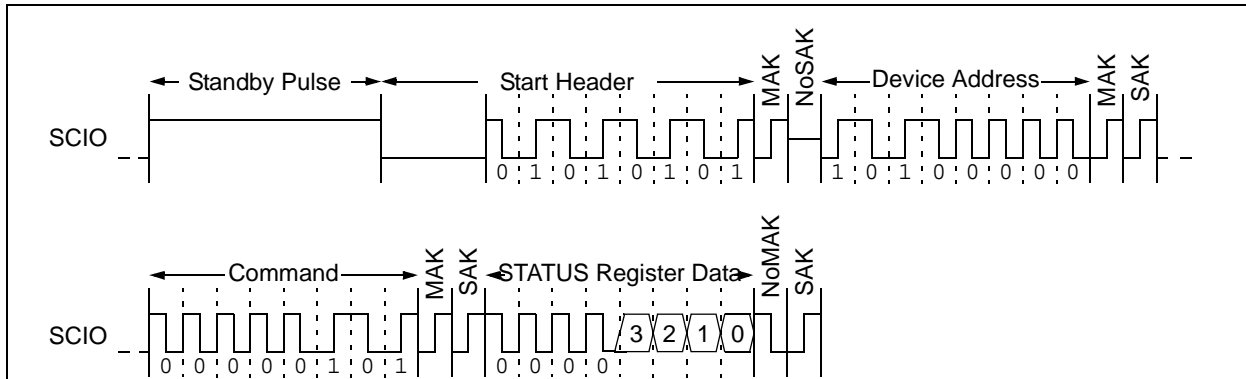 Standby Pulse Start Header MAK NoSAK Device Address MAK SAK
SCIO
0 1 0 1 0 1 0 1 1 0 1 0 0 0 0 0
Command MAK SAK STATUS Register Data NoMAK SAK
SCIO
3 2 1 0
0 0 0 0 0 1 0 1 0 0 0 0